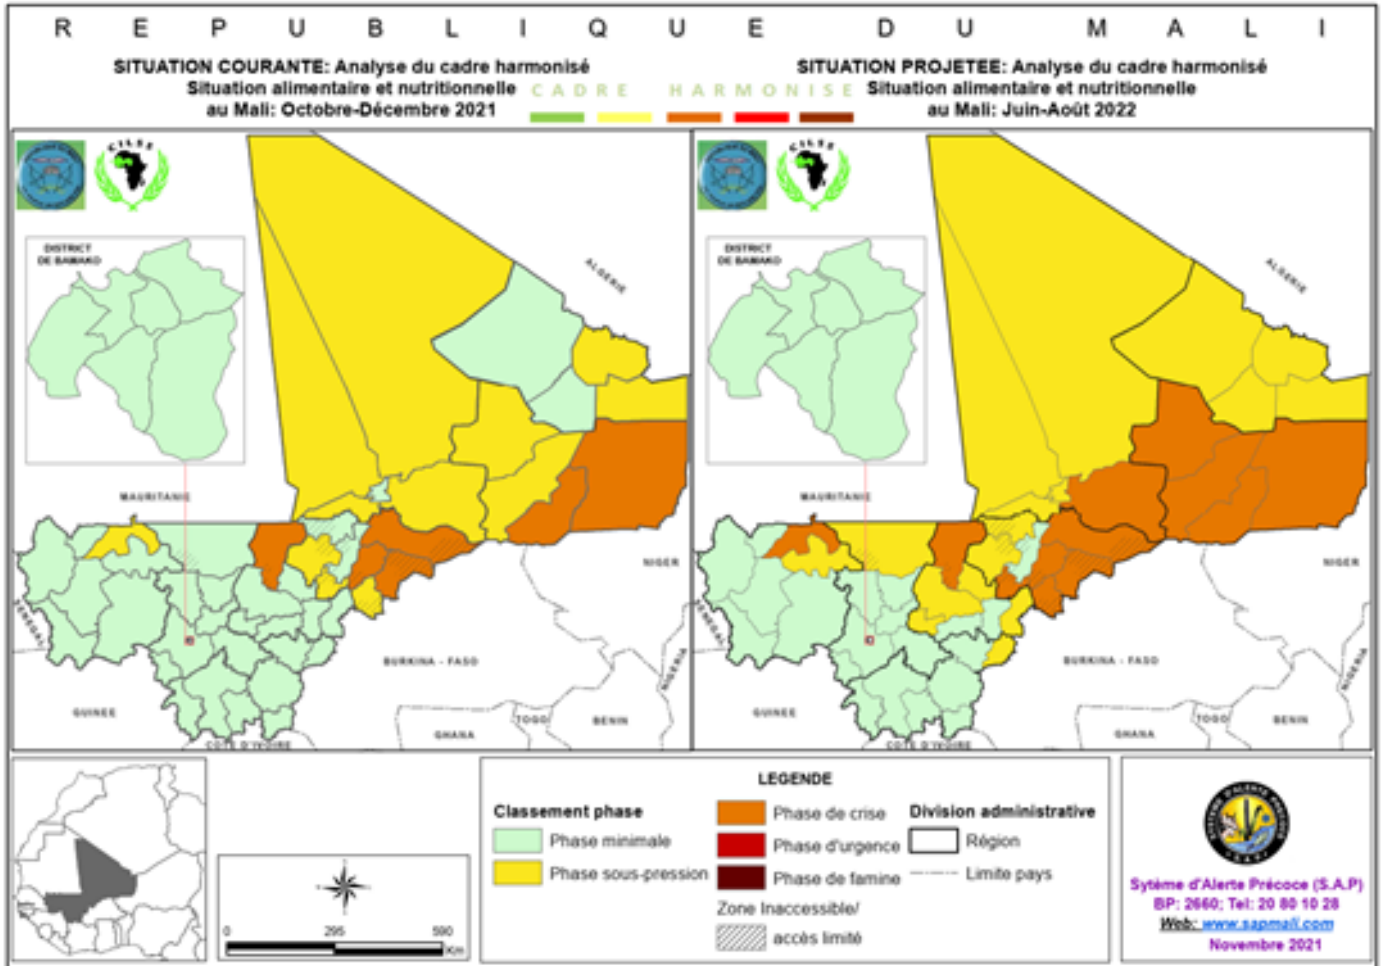 R E P U B L I Q U E D U M A L I
SITUATION COURANTE: Analyse du cadre harmonisé
Situation alimentaire et nutritionnelle
au Mali: Octobre-Décembre 2021
CADRE HARMONISE
SITUATION PROJETEE: Analyse du cadre harmonisé
Situation alimentaire et nutritionnelle
au Mali: Juin-Août 2022
CILSS
DISTRICT
DE BAMAKO
ALGERIE
MAURITANIE
NIGER
SENEGAL
BURKINA - FASO
NIGERIA
GUINEE
TOGO
BENIN
GHANA
COTE D'IVOIRE
CILSS
DISTRICT
DE BAMAKO
ALGERIE
MAURITANIE
NIGER
SENEGAL
BURKINA - FASO
NIGERIA
GUINEE
TOGO
BENIN
GHANA
COTE D'IVOIRE
0 295 590
Km
LEGENDE
Classement phase
Phase minimale
Phase sous-pression
Phase de crise
Phase d'urgence
Phase de famine
Zone Inaccessible/
accès limité
Division administrative
Région
Limite pays
SYSTEME D'ALERTE PRECOCE
(S.A.P)
Sytème d'Alerte Précoce (S.A.P)
BP: 2660; Tel: 20 80 10 28
Web: www.sapmali.com
Novembre 2021